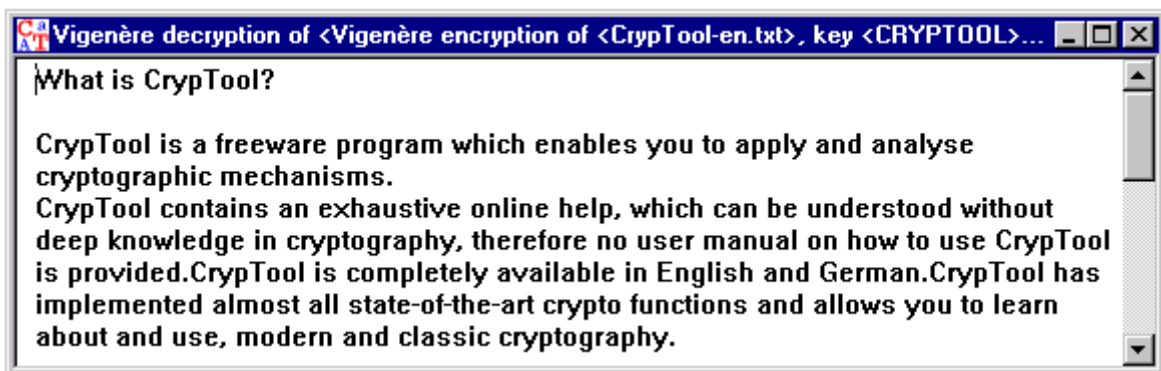 Vigenère decryption of <Vigenère encryption of <CrypTool-en.txt>, key <CRYPTOOL>...
What is CrypTool?
CrypTool is a freeware program which enables you to apply and analyse
cryptographic mechanisms.
CrypTool contains an exhaustive online help, which can be understood without
deep knowledge in cryptography, therefore no user manual on how to use CrypTool
is provided.CrypTool is completely available in English and German.CrypTool has
implemented almost all state-of-the-art crypto functions and allows you to learn
about and use, modern and classic cryptography.